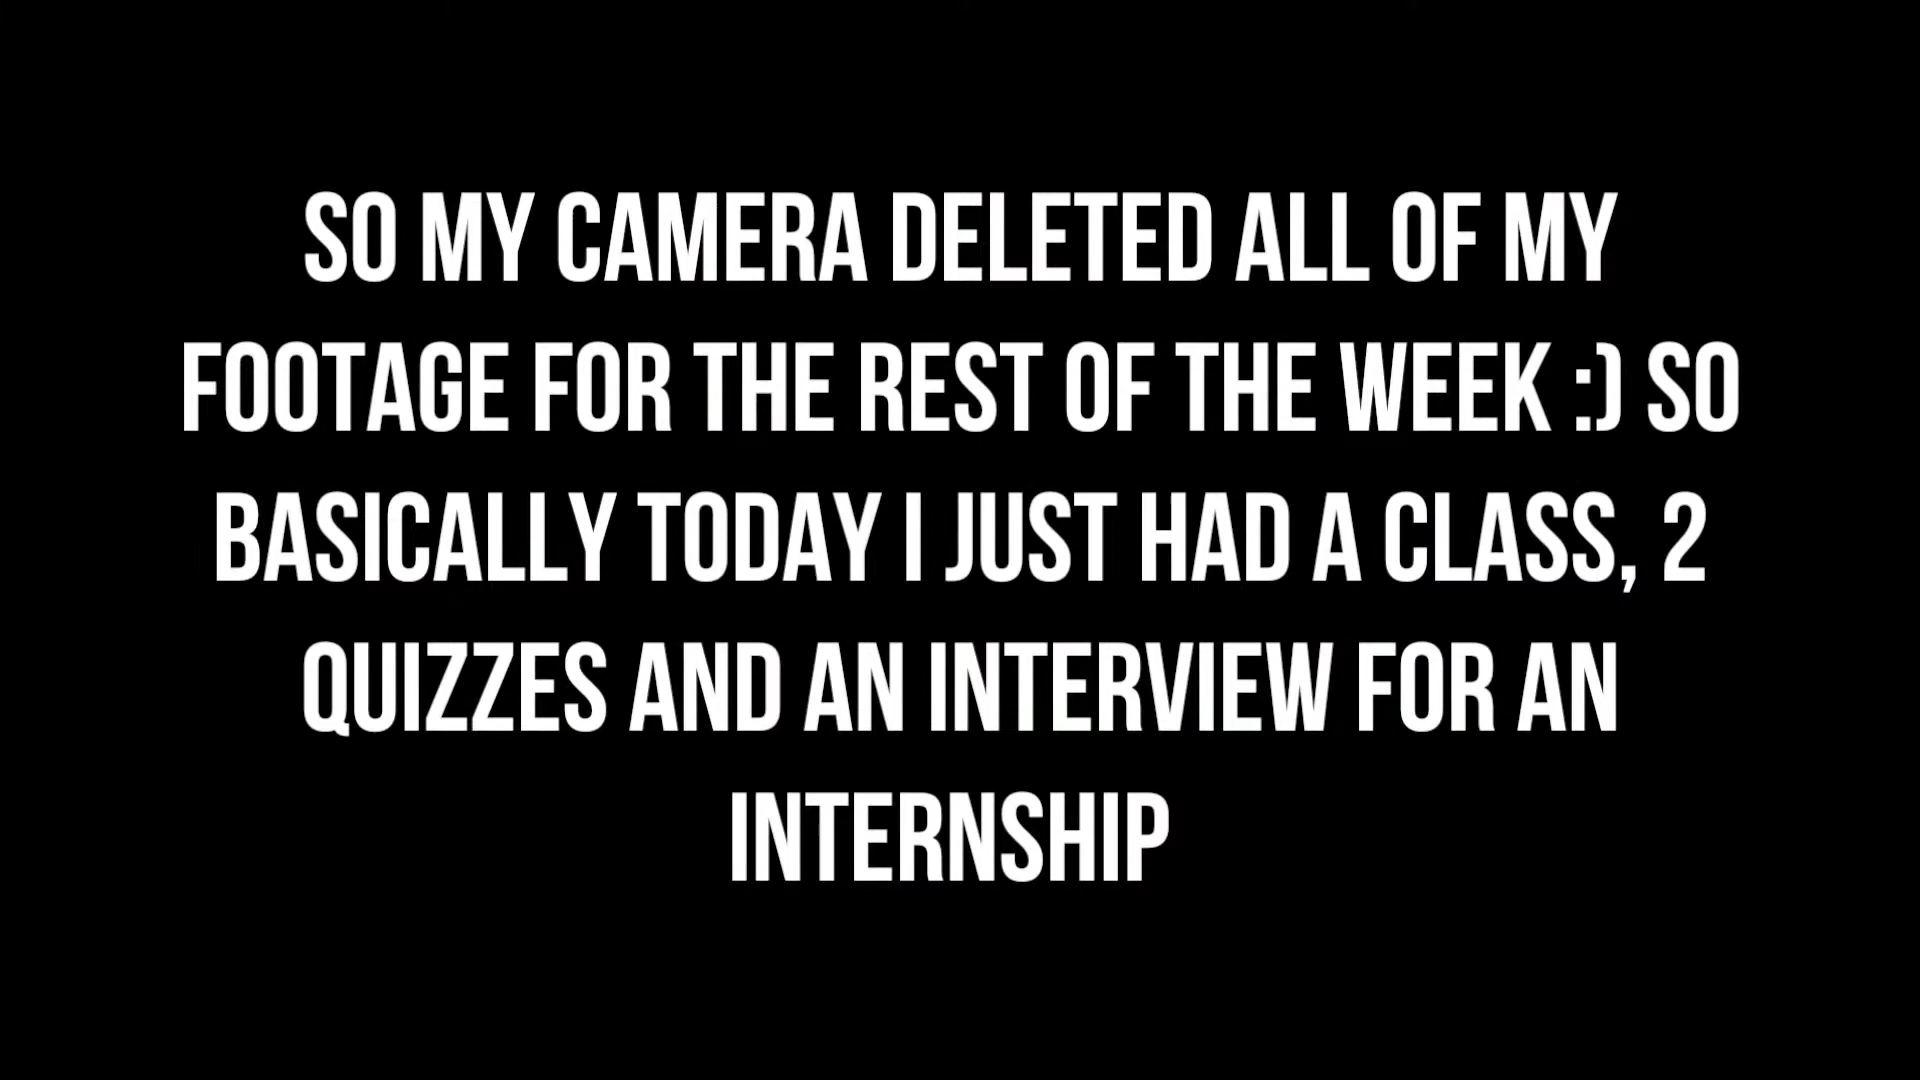 SO MY CAMERA DELETED ALL OF MY
FOOTAGE FOR THE REST OF THE WEEK :) SO
BASICALLY TODAY I JUST HAD A CLASS, 2
QUIZZES AND AN INTERVIEW FOR AN
INTERNSHIP